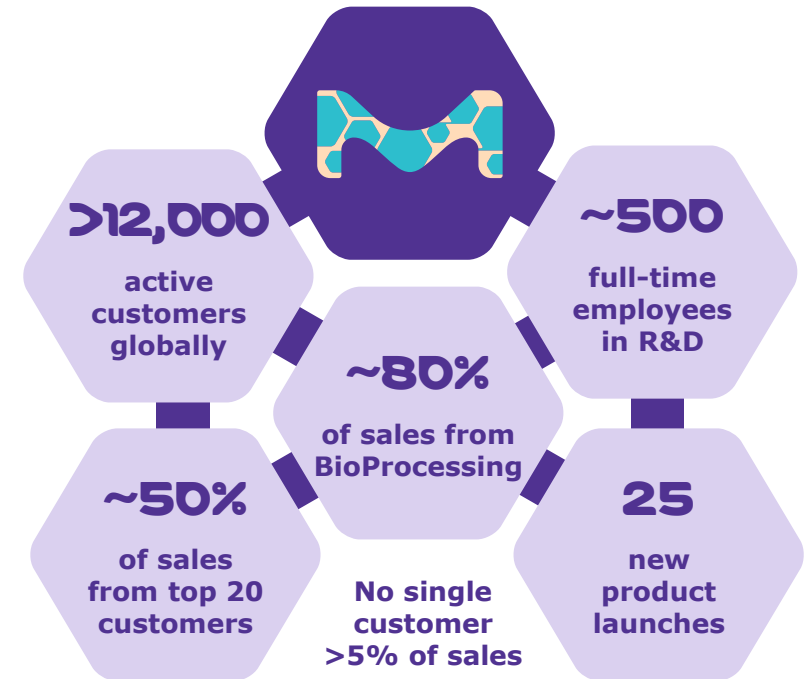 >12,000
active
customers
globally
~500
full-time
employees
in R&D
~80%
of sales from
BioProcessing
~50%
of sales
from top 20
customers
No single
customer
>5% of sales
25
new
product
launches